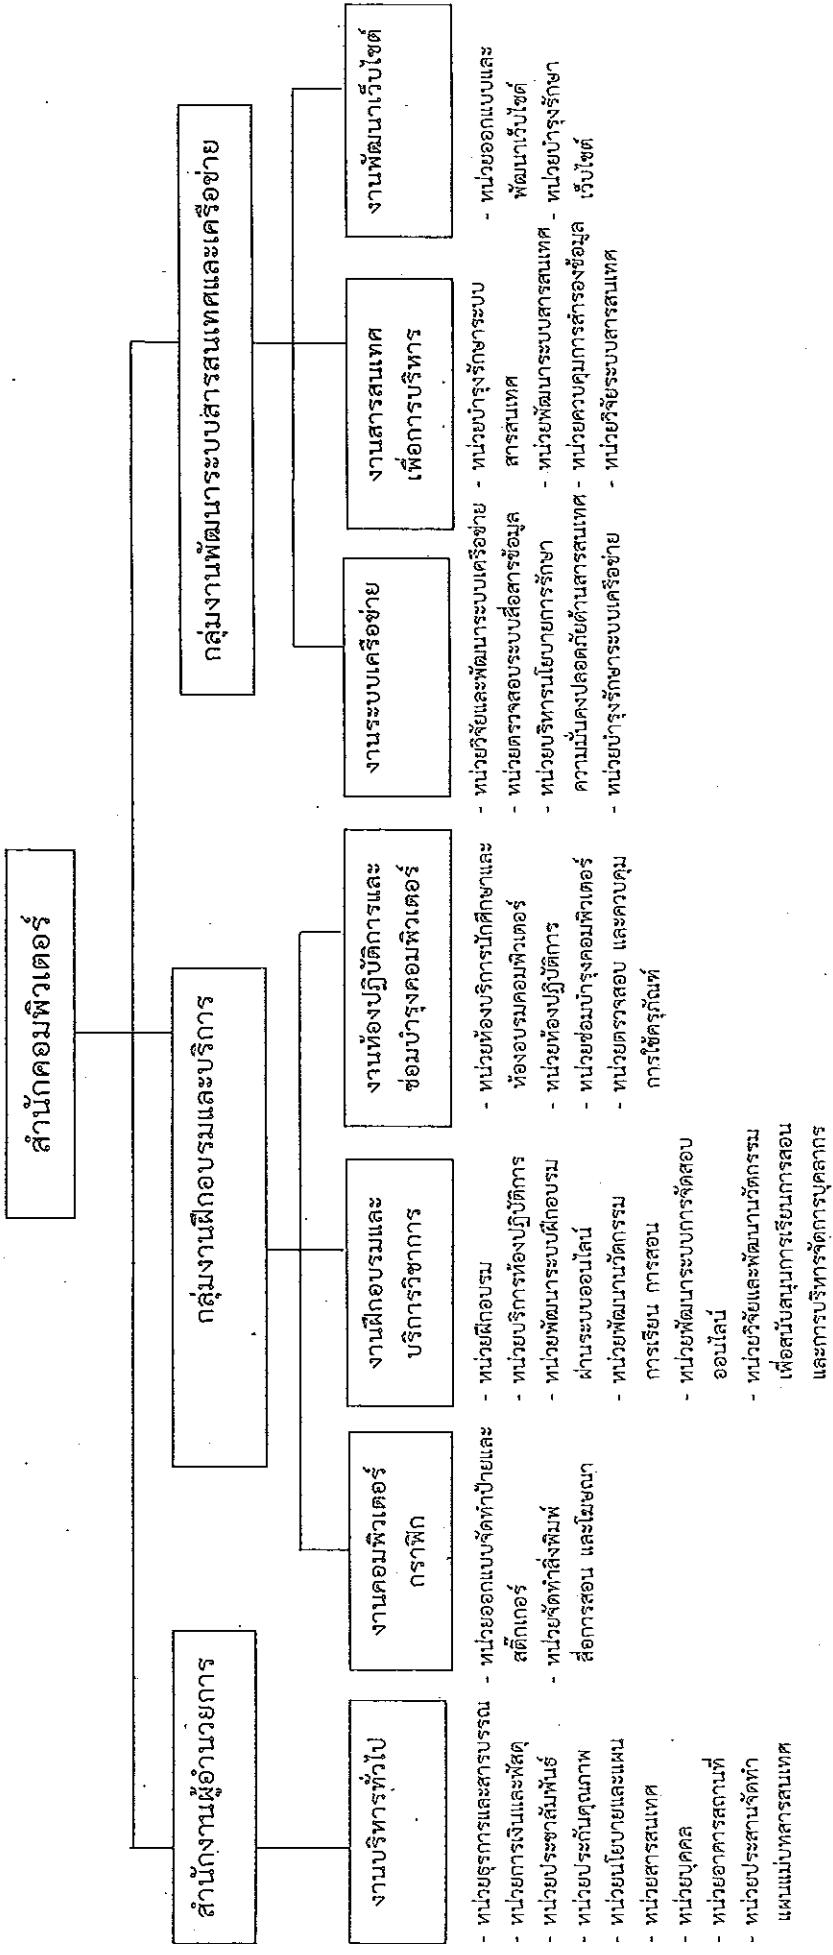 สำนักคอมพิวเตอร์
สำนักงานผู้อำนวยการ
กลุ่มงานฝึกอบรมและบริการ
กลุ่มงานพัฒนาระบบสารสนเทศและเครือข่าย
งานบริหารทั่วไป
- หน่วยธุรการและสารบรรณ
- หน่วยการเงินและพัสดุ
- หน่วยประชาสัมพันธ์
- หน่วยประกันคุณภาพ
- หน่วยนโยบายและแผน
- หน่วยสารสนเทศ
- หน่วยบุคคล
- หน่วยอาคารสถานที่
- หน่วยประสานจัดทำ
แผนแม่บทสารสนเทศ
งานคอมพิวเตอร์
กราฟิก
- หน่วยออกแบบจัดทำป้ายและ
สติ๊กเกอร์
- หน่วยจัดทำสิ่งพิมพ์
สื่อการสอน และโฆษณา
งานฝึกอบรมและ
บริการวิชาการ
- หน่วยฝึกอบรม
- หน่วยบริการห้องปฏิบัติการ
- หน่วยพัฒนาระบบฝึกอบรม
ผ่านระบบออนไลน์
- หน่วยพัฒนานวัตกรรม
การเรียน การสอน
- หน่วยพัฒนาระบบการจัดสอบ
ออนไลน์
- หน่วยวิจัยและพัฒนานวัตกรรม
เพื่อสนับสนุนการเรียนการสอน
และการบริหารจัดการบุคลากร
งานห้องปฏิบัติการและ
ซ่อมบำรุงคอมพิวเตอร์
- หน่วยห้องบริการนักศึกษาและ
ห้องอบรมคอมพิวเตอร์
- หน่วยห้องปฏิบัติการ
- หน่วยซ่อมบำรุงคอมพิวเตอร์
- หน่วยตรวจสอบ และควบคุม
การใช้ครุภัณฑ์
งานระบบเครือข่าย
- หน่วยวิจัยและพัฒนาระบบเครือข่าย
- หน่วยตรวจสอบระบบสื่อสารข้อมูล
- หน่วยบริหารนโยบายการรักษา
ความมั่นคงปลอดภัยด้านสารสนเทศ
- หน่วยบำรุงรักษาระบบเครือข่าย
งานสารสนเทศ
เพื่อการบริหาร
- หน่วยบำรุงรักษาระบบ
สารสนเทศ
- หน่วยพัฒนาระบบสารสนเทศ
- หน่วยควบคุมการสำรองข้อมูล
- หน่วยวิจัยระบบสารสนเทศ
งานพัฒนาเว็บไซต์
- หน่วยออกแบบและ
พัฒนาเว็บไซต์
- หน่วยบำรุงรักษา
เว็บไซต์